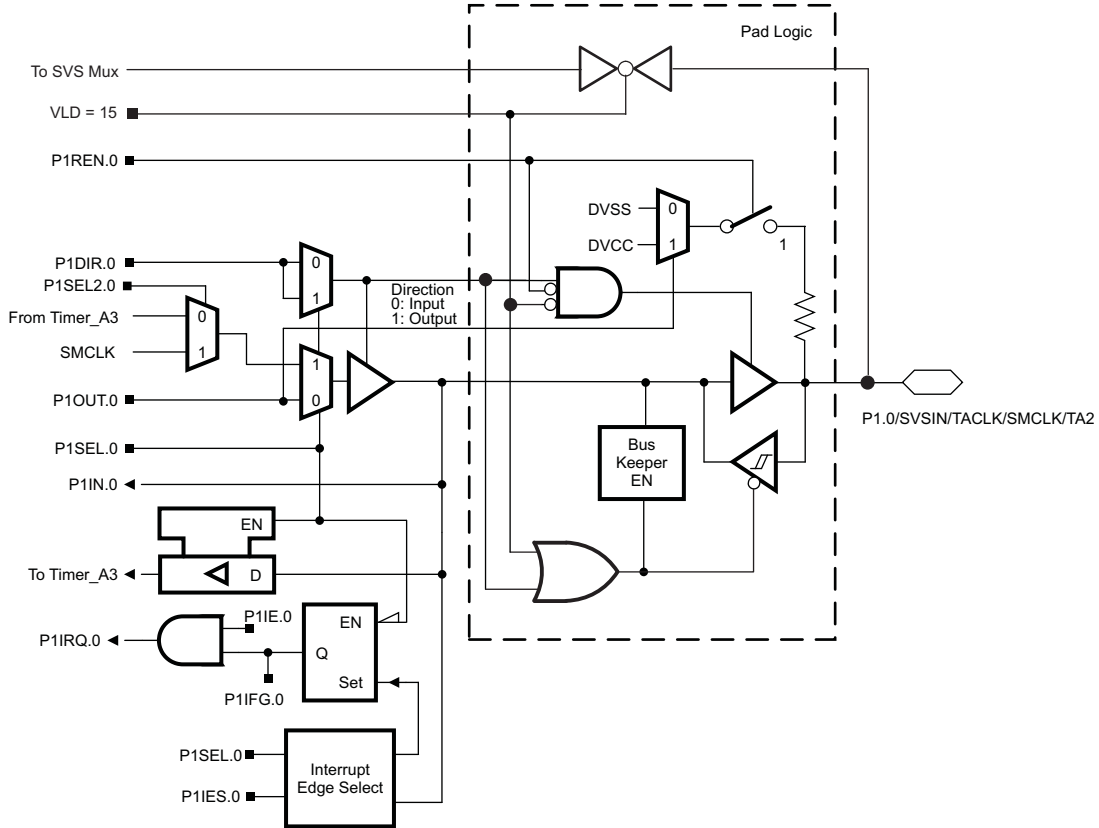 Pad Logic
To SVS Mux
VLD = 15
P1REN.0
DVSS
0
DVCC
1
1
P1DIR.0
0
P1SEL2.0
1
Direction
0: Input
1: Output
From Timer_A3
0
SMCLK
1
1
P1OUT.0
0
P1.0/SVSIN/TACLK/SMCLK/TA2
P1SEL.0
Bus
Keeper
EN
P1IN.0
EN
To Timer_A3
D
P1IE.0
EN
P1IRQ.0
Q
Set
P1IFG.0
P1SEL.0
Interrupt
Edge Select
P1IES.0